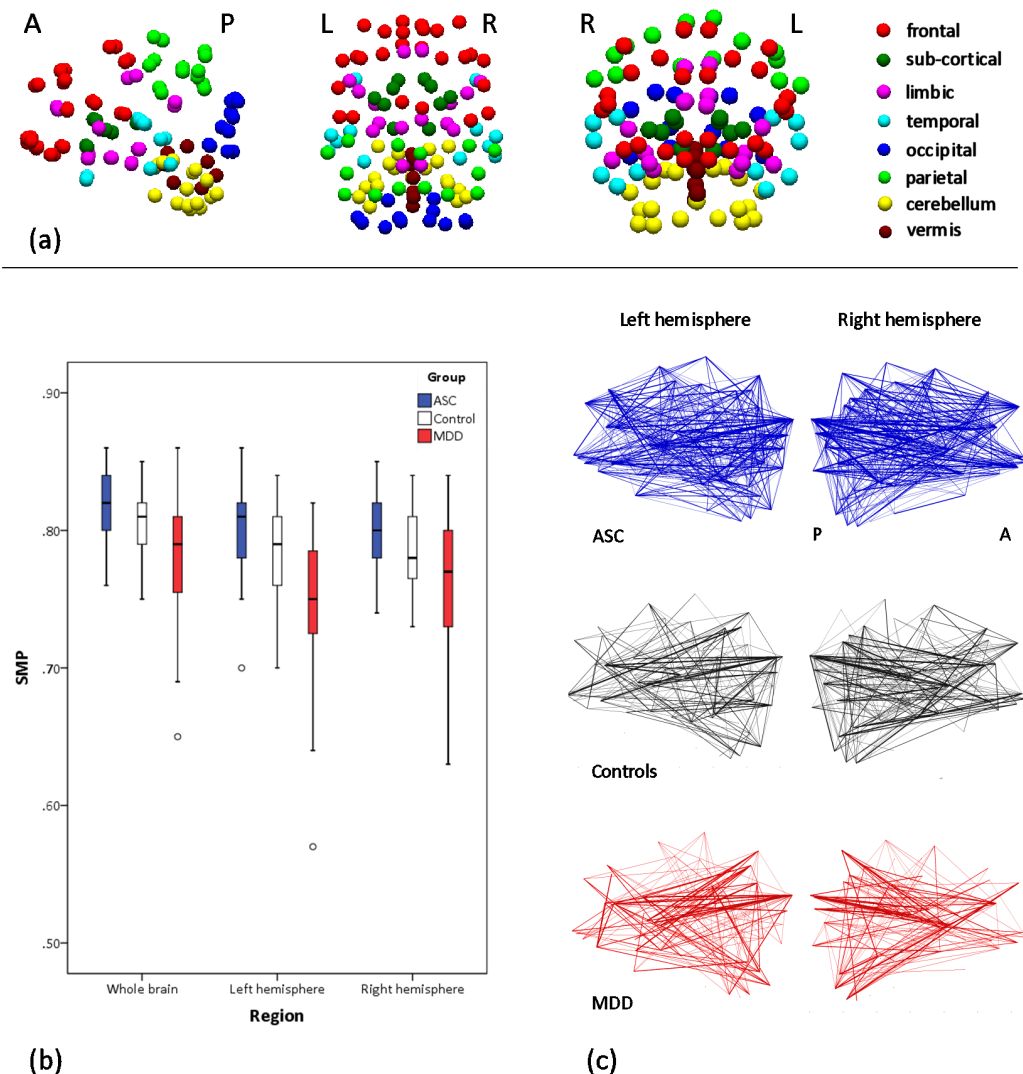 A P L R R L
frontal
sub-cortical
limbic
temporal
occipital
parietal
cerebellum
vermis
(a)
Left hemisphere Right hemisphere
Group
ASC
Control
MDD
.90
.80
.70
.60
.50
SMP
Whole brain Left hemisphere Right hemisphere
Region
(b)
ASC P A
Controls
MDD
(c)